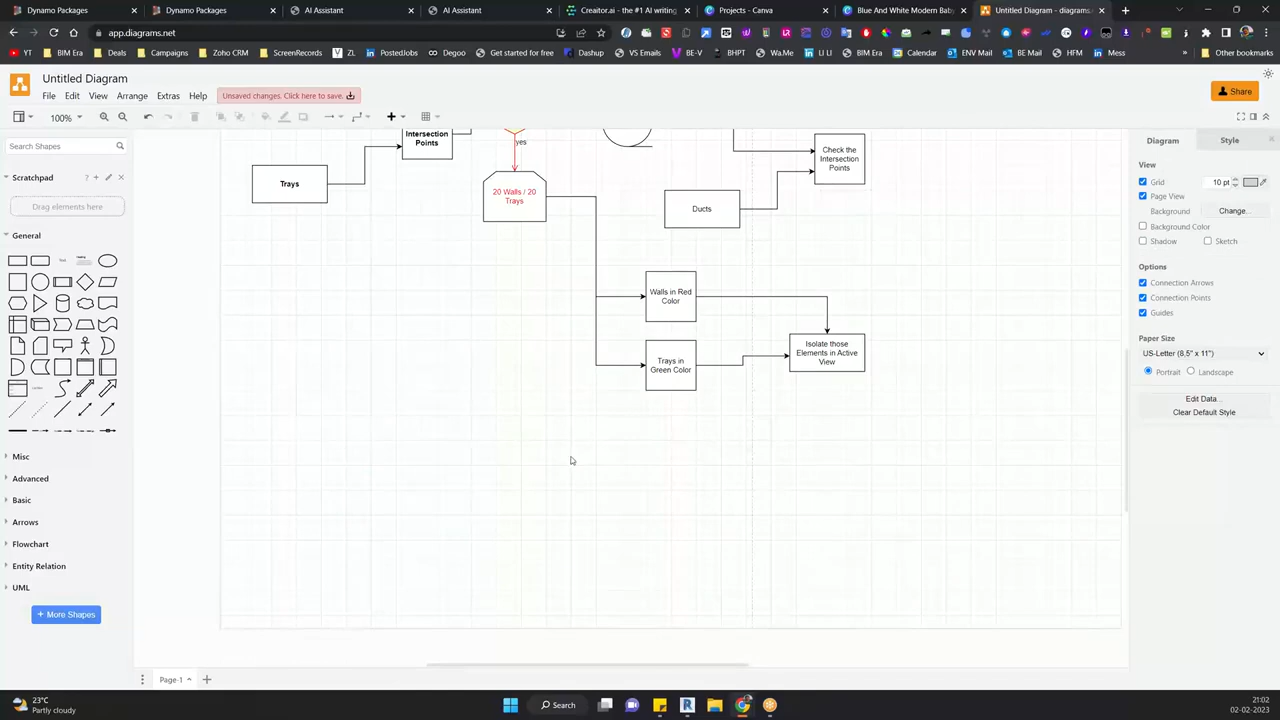 Dynamo Packages
Dynamo Packages
AI Assistant
AI Assistant
Creaitor.ai - the #1 AI writing
Projects - Canva
Blue And White Modern Bab
Untitled Diagram - diagrams.
app.diagrams.net
YT
BIM Era
Deals
Campaigns
Zoho CRM
ScreenRecords
ZL
PostedJobs
Degoo
Get started for free
Dashup
VS Emails
BE-V
BHPT
Wa.Me
LI LI
BIM Era
Calendar
ENV Mail
BE Mail
HFM
Mess
Other bookmarks
Untitled Diagram
File
Edit
View
Arrange
Extras
Help
Unsaved changes. Click here to save.
Share
100%
Search Shapes
Scratchpad
Drag elements here
General
Misc
Advanced
Basic
Arrows
Flowchart
Entity Relation
UML
+ More Shapes
Intersection
Points
yes
Trays
20 Walls / 20
Trays
Check the
Intersection
Points
Ducts
Walls in Red
Color
Trays in
Green Color
Isolate those
Elements in Active
View
Diagram
Style
View
Grid
10 pt
Page View
Background
Change...
Background Color
Shadow
Sketch
Options
Connection Arrows
Connection Points
Guides
Paper Size
US-Letter (8,5" x 11")
Portrait
Landscape
Edit Data...
Clear Default Style
Page-1
23°C
Partly cloudy
Search
21:02
02-02-2023